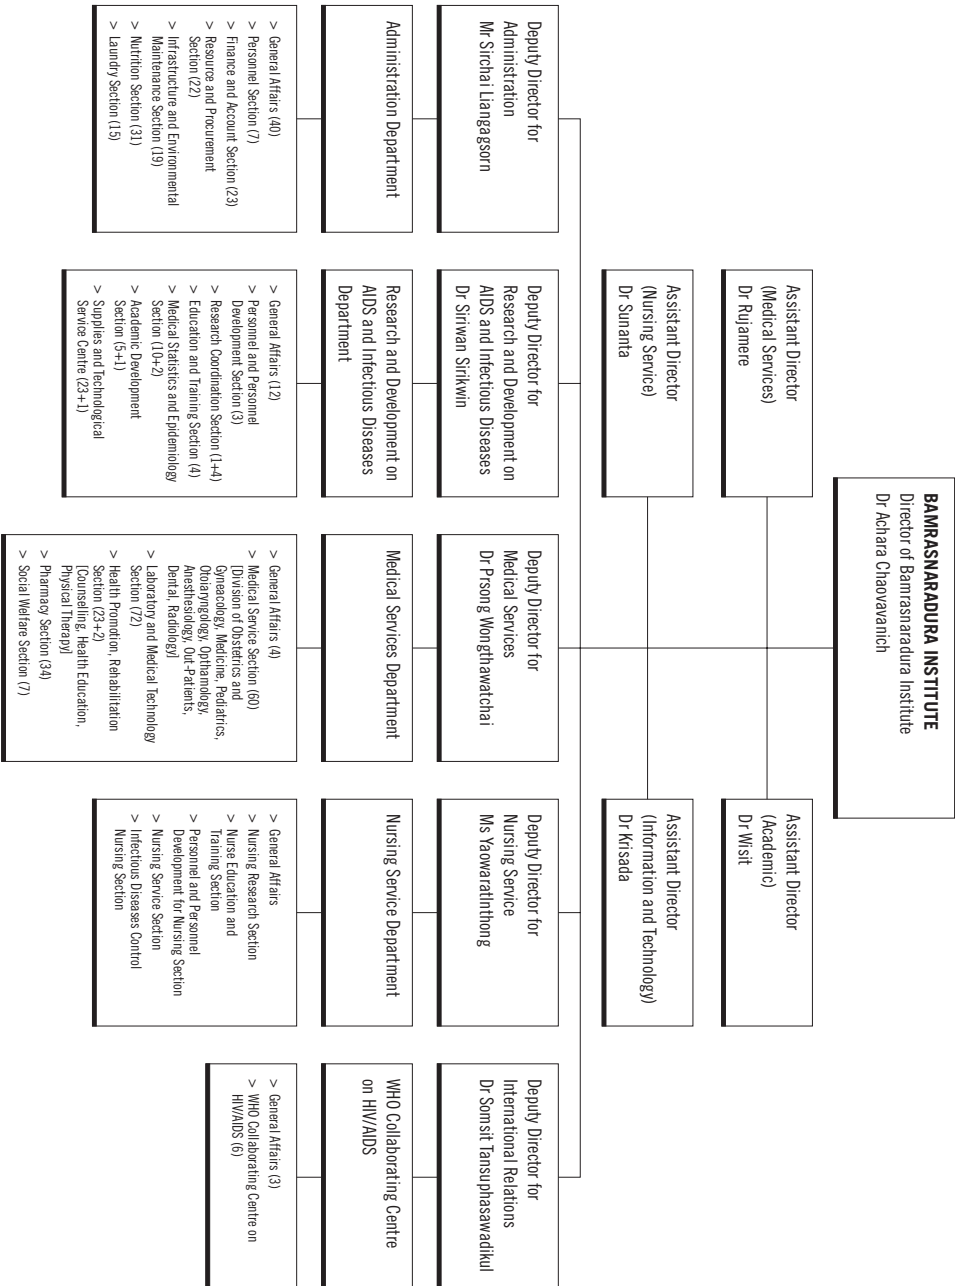 BAMRASNARADURA INSTITUTE
Director of Bamrasnaradura Institute
Dr Achara Chaovavanich
Assistant Director
(Medical Services)
Dr Rujamere
Assistant Director
(Academic)
Dr Wisit
Assistant Director
(Nursing Service)
Dr Sunanta
Assistant Director
(Information and Technology)
Dr Krisada
Deputy Director for
Administration
Mr Sirchai Liangagsorn
Deputy Director for
Research and Development on
AIDS and Infectious Diseases
Dr Siriwan Sirikwin
Deputy Director for
Medical Services
Dr Prsong Wongthawatchai
Deputy Director for
Nursing Service
Ms YaowaratInthong
Deputy Director for
International Relations
Dr Somsit Tansuphasawadikul
Administration Department
Research and Development on
AIDS and Infectious Diseases
Department
Medical Services Department
Nursing Service Department
WHO Collaborating Centre
on HIV/AIDS
> General Affairs (40)
> Personnel Section (7)
> Finance and Account Section (23)
> Resource and Procurement
Section (22)
> Infrastructure and Environmental
Maintenance Section (19)
> Nutrition Section (31)
> Laundry Section (15)
> General Affairs (12)
> Personnel and Personnel
Development Section (3)
> Research Coordination Section (1+4)
> Education and Training Section (4)
> Medical Statistics and Epidemiology
Section (10+2)
> Academic Development
Section (5+1)
> Supplies and Technological
Service Centre (23+1)
> General Affairs (4)
> Medical Service Section (60)
[Division of Obstetrics and
Gyneacology, Medicine, Pediatrics,
Otoiaryngology, Opthamology,
Anesthesiology, Out-Patients,
Dental, Radiology]
> Laboratory and Medical Technology
Section (72)
> Health Promotion, Rehabilitation
Section (23+2)
[Counselling, Health Education,
Physical Therapy]
> Pharmacy Section (34)
> Social Welfare Section (7)
> General Affairs
> Nursing Research Section
> Nurse Education and
Training Section
> Personnel and Personnel
Development for Nursing Section
> Nursing Service Section
> Infectious Diseases Control
Nursing Section
> General Affairs (3)
> WHO Collaborating Centre on
HIV/AIDS (6)